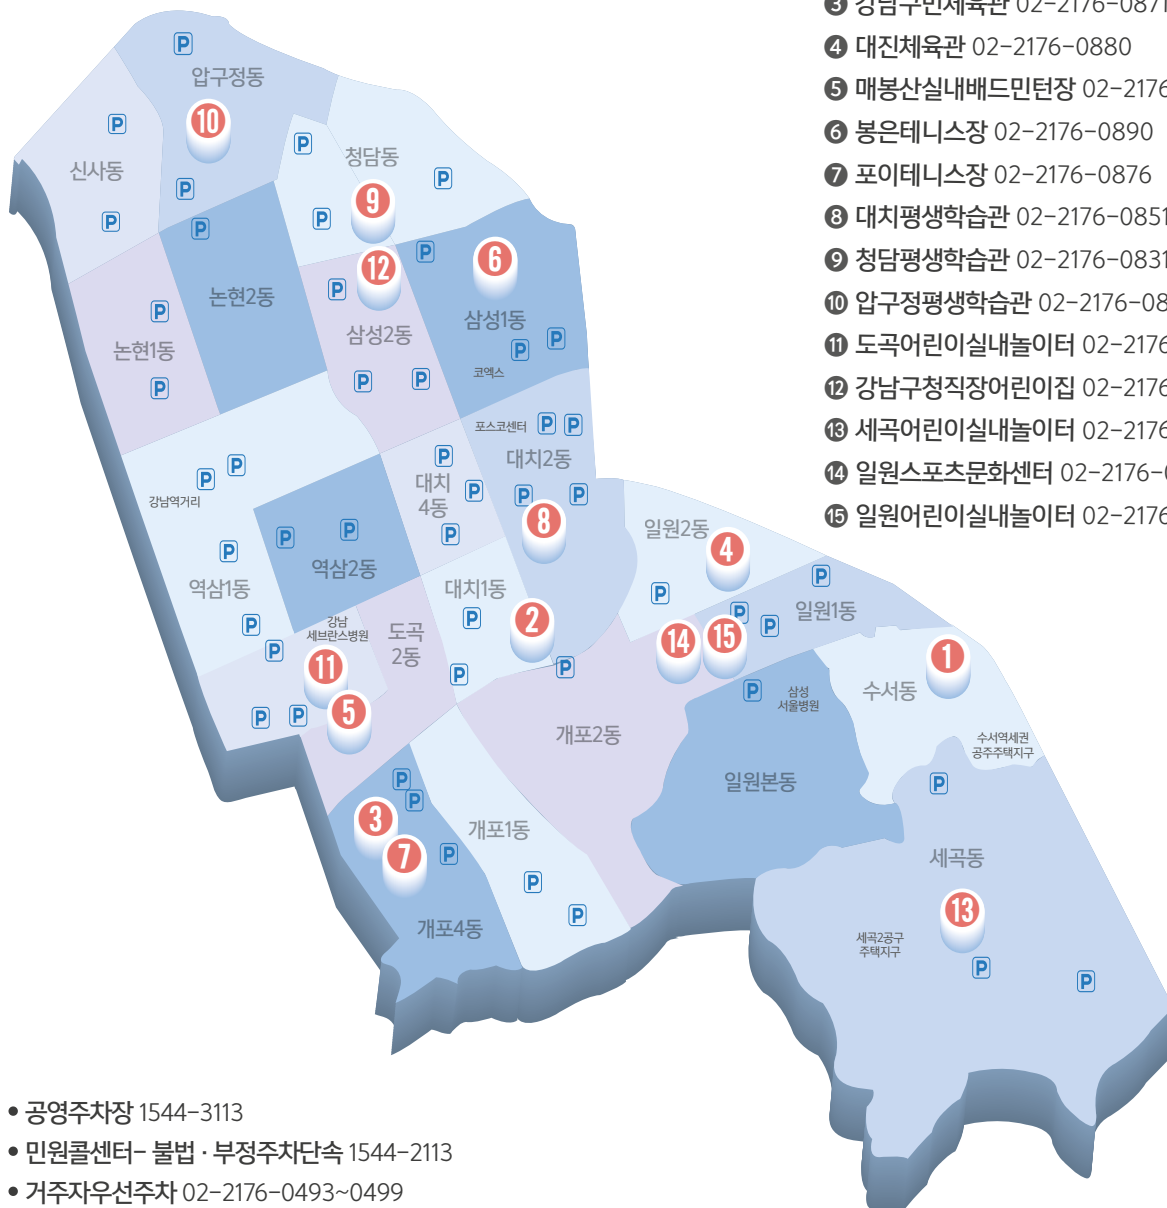 ❸ 강남구민체육관 02-2176-0871
❹ 대진체육관 02-2176-0880
❺ 매봉산실내배드민턴장 02-2176
❻ 봉은테니스장 02-2176-0890
❼ 포이테니스장 02-2176-0876
❽ 대치평생학습관 02-2176-0851
❾ 청담평생학습관 02-2176-0831
❿ 압구정평생학습관 02-2176-08
⓫ 도곡어린이실내놀이터 02-2176
⓬ 강남구청직장어린이집 02-2176
⓭ 세곡어린이실내놀이터 02-2176
⓮ 일원스포츠문화센터 02-2176-0
⓯ 일원어린이실내놀이터 02-2176
P
압구정동
10
P
신사동
P
청담동
P
P
P
9
P
P
P
6
P
12
논현2동
P
P
삼성1동
논현1동
삼성2동
P
P
코엑스
P
P
P
포스코센터 P P
대치2동
P
P
P
강남역거리
대치
4동
P
P
P
8
P
일원2동
4
P
P
역삼2동
P
역삼1동
대치1동
P
P
일원1동
P
2
P
P
강남
세브란스병원
도곡
2동
P
14
15
P
1
수서동
11
P
P
P
삼성
서울병원
5
P
P
개포2동
수서역세권
공주주택지구
일원본동
P
P
P
3
개포1동
7
P
세곡동
P
13
P
개포4동
세곡2공구
주택지구
P
P
• 공영주차장 1544-3113
• 민원콜센터- 불법 · 부정주차단속 1544-2113
• 거주자우선주차 02-2176-0493~0499